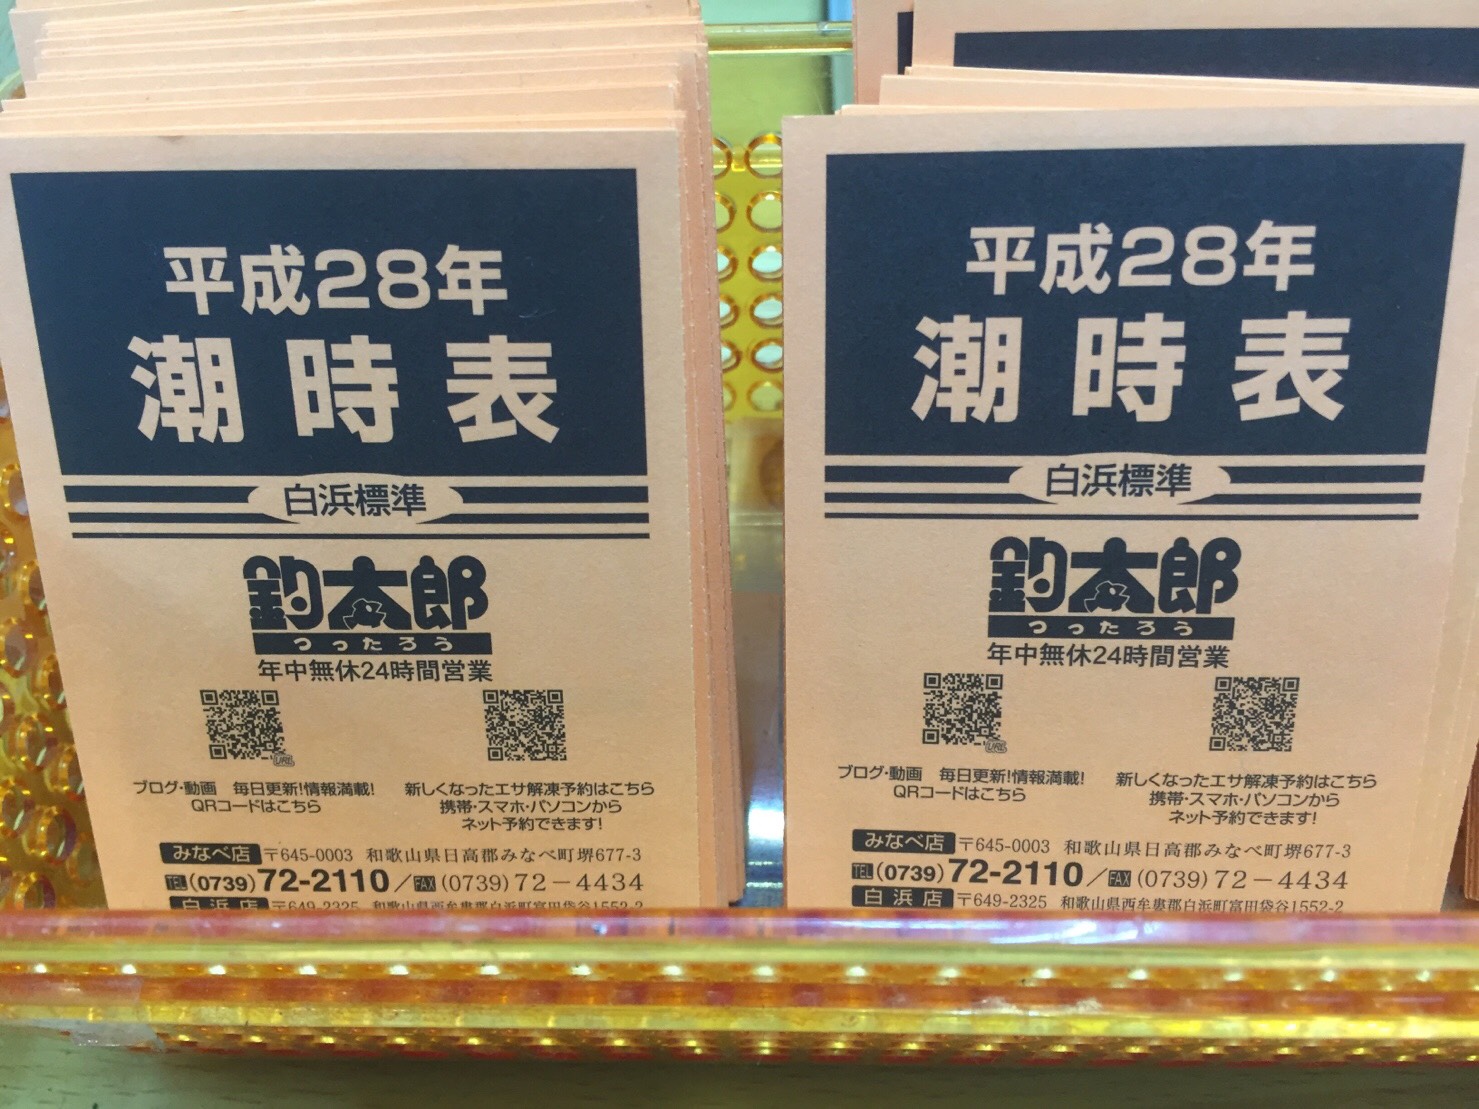 平成28年
潮時表
白浜標準
釣太郎
つったろう
年中無休24時間営業
URL
ブログ・動画　毎日更新!情報満載!
QRコードはこちら
新しくなったエサ解凍予約はこちら
携帯・スマホ・パソコンから
ネット予約できます!
みなべ店 〒645-0003 和歌山県日高郡みなべ町堺677-3
TEL(0739)72-2110／FAX(0739)72-4434
白浜店 〒649-2325 和歌山県西牟婁郡白浜町富田袋谷1552-2
平成28年
潮時表
白浜標準
釣太郎
つったろう
年中無休24時間営業
URL
ブログ・動画　毎日更新!情報満載!
QRコードはこちら
新しくなったエサ解凍予約はこちら
携帯・スマホ・パソコンから
ネット予約できます!
みなべ店 〒645-0003 和歌山県日高郡みなべ町堺677-3
TEL(0739)72-2110／FAX(0739)72-4434
白浜店 〒649-2325 和歌山県西牟婁郡白浜町富田袋谷1552-2